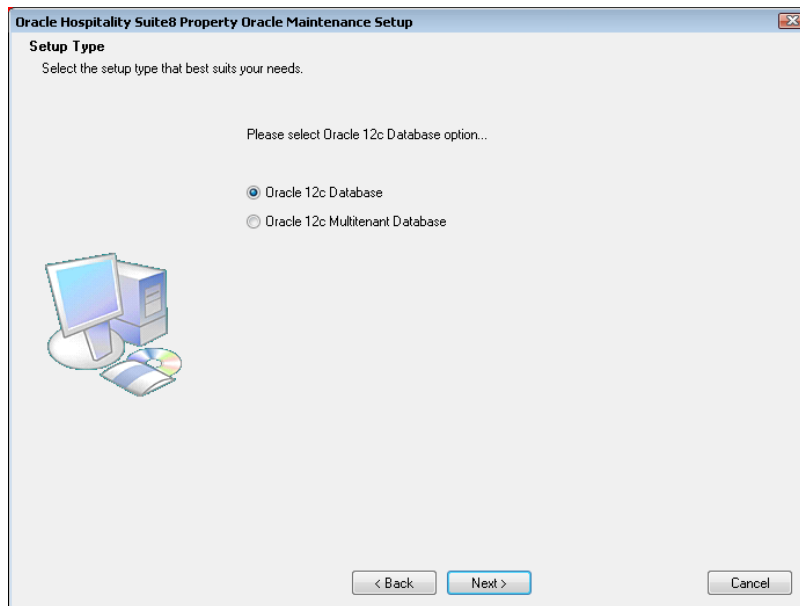 Oracle Hospitality Suite8 Property Oracle Maintenance Setup
Setup Type
Select the setup type that best suits your needs.
Please select Oracle 12c Database option...
Oracle 12c Database
Oracle 12c Multitenant Database
< Back
Next >
Cancel